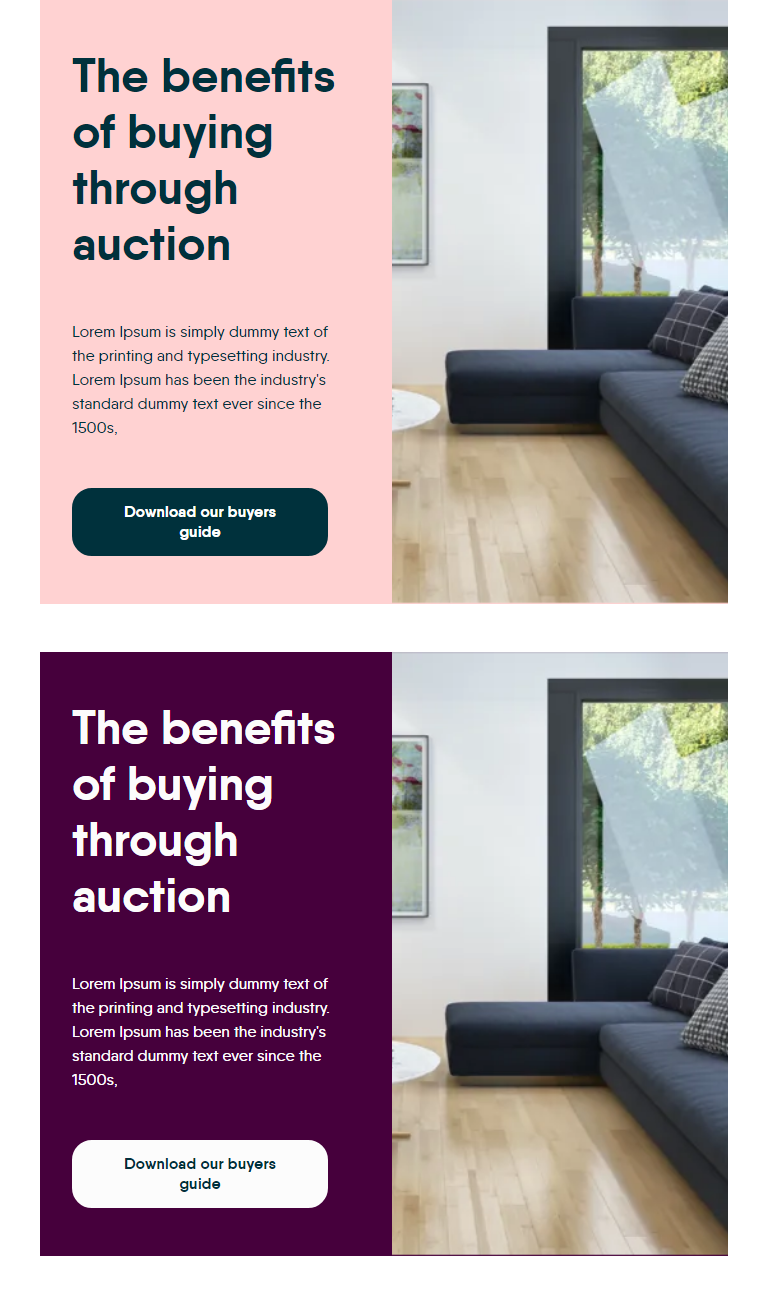 The benefits
of buying
through
auction
Lorem Ipsum is simply dummy text of
the printing and typesetting industry.
Lorem Ipsum has been the industry's
standard dummy text ever since the
1500s,
Download our buyers
guide
The benefits
of buying
through
auction
Lorem Ipsum is simply dummy text of
the printing and typesetting industry.
Lorem Ipsum has been the industry's
standard dummy text ever since the
1500s,
Download our buyers
guide